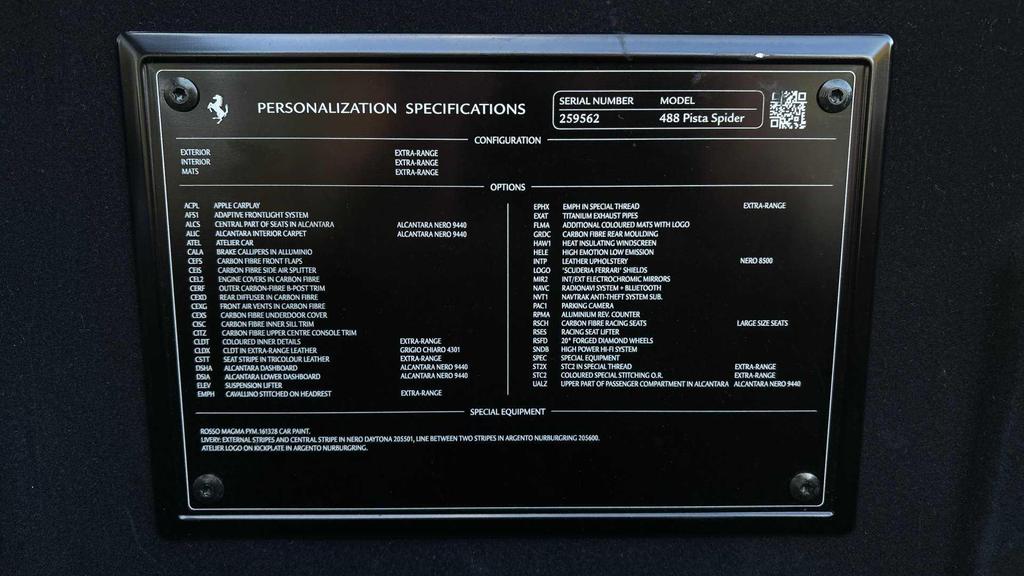 PERSONALIZATION SPECIFICATIONS
SERIAL NUMBER MODEL
259562 488 Pista Spider
CONFIGURATION
EXTERIOR EXTRA-RANGE
INTERIOR EXTRA-RANGE
MATS EXTRA-RANGE
OPTIONS
ACPL APPLE CARPLAY
AFS1 ADAPTIVE FRONTLIGHT SYSTEM
ALCS CENTRAL PART OF SEATS IN ALCANTARA ALCANTARA NERO 9440
ALIC ALCANTARA INTERIOR CARPET ALCANTARA NERO 9440
ATEL ATELIER CAR
CALA BRAKE CALLIPERS IN ALLUMINIO
CEFS CARBON FIBRE FRONT FLAPS
CEIS CARBON FIBRE SIDE AIR SPLITTER
CEL2 ENGINE COVERS IN CARBON FIBRE
CERF OUTER CARBON-FIBRE B-POST TRIM
CEXD REAR DIFFUSER IN CARBON FIBRE
CEXG FRONT AIR VENTS IN CARBON FIBRE
CEXS CARBON FIBRE UNDERDOOR COVER
CISC CARBON FIBRE INNER SILL TRIM
CITZ CARBON FIBRE UPPER CENTRE CONSOLE TRIM
CLDT COLOURED INNER DETAILS EXTRA-RANGE
CLDX CLDT IN EXTRA-RANGE LEATHER GRIGIO CHIARO 4301
CSTT SEAT STRIPE IN TRICOLOUR LEATHER EXTRA-RANGE
DSHA ALCANTARA DASHBOARD ALCANTARA NERO 9440
DSIA ALCANTARA LOWER DASHBOARD ALCANTARA NERO 9440
ELEV SUSPENSION LIFTER
EMPH CAVALLINO STITCHED ON HEADREST EXTRA-RANGE
EPHX EMPH IN SPECIAL THREAD EXTRA-RANGE
EXAT TITANIUM EXHAUST PIPES
FLMA ADDITIONAL COLOURED MATS WITH LOGO
GRDC CARBON FIBRE REAR MOULDING
HAW1 HEAT INSULATING WINDSCREEN
HELE HIGH EMOTION LOW EMISSION
INTP LEATHER UPHOLSTERY NERO 8500
LOGO "SCUDERIA FERRARI" SHIELDS
MIR2 INT/EXT ELECTROCHROMIC MIRRORS
NAVC RADIONAVI SYSTEM + BLUETOOTH
NVT1 NAVTRAK ANTI-THEFT SYSTEM SUB.
PAC1 PARKING CAMERA
RPMA ALUMINIUM REV. COUNTER
RSCH CARBON FIBRE RACING SEATS LARGE SIZE SEATS
RSES RACING SEAT LIFTER
RSFD 20" FORGED DIAMOND WHEELS
SNDB HIGH POWER HI-FI SYSTEM
SPEC SPECIAL EQUIPMENT
ST2X STC2 IN SPECIAL THREAD EXTRA-RANGE
STC2 COLOURED SPECIAL STITCHING O.R. EXTRA-RANGE
UALZ UPPER PART OF PASSENGER COMPARTMENT IN ALCANTARA ALCANTARA NERO 9440
SPECIAL EQUIPMENT
ROSSO MAGMA PYM.161328 CAR PAINT.
LIVERY: EXTERNAL STRIPES AND CENTRAL STRIPE IN NERO DAYTONA 205501, LINE BETWEEN TWO STRIPES IN ARGENTO NURBURGRING 205600.
ATELIER LOGO ON KICKPLATE IN ARGENTO NURBURGRING.